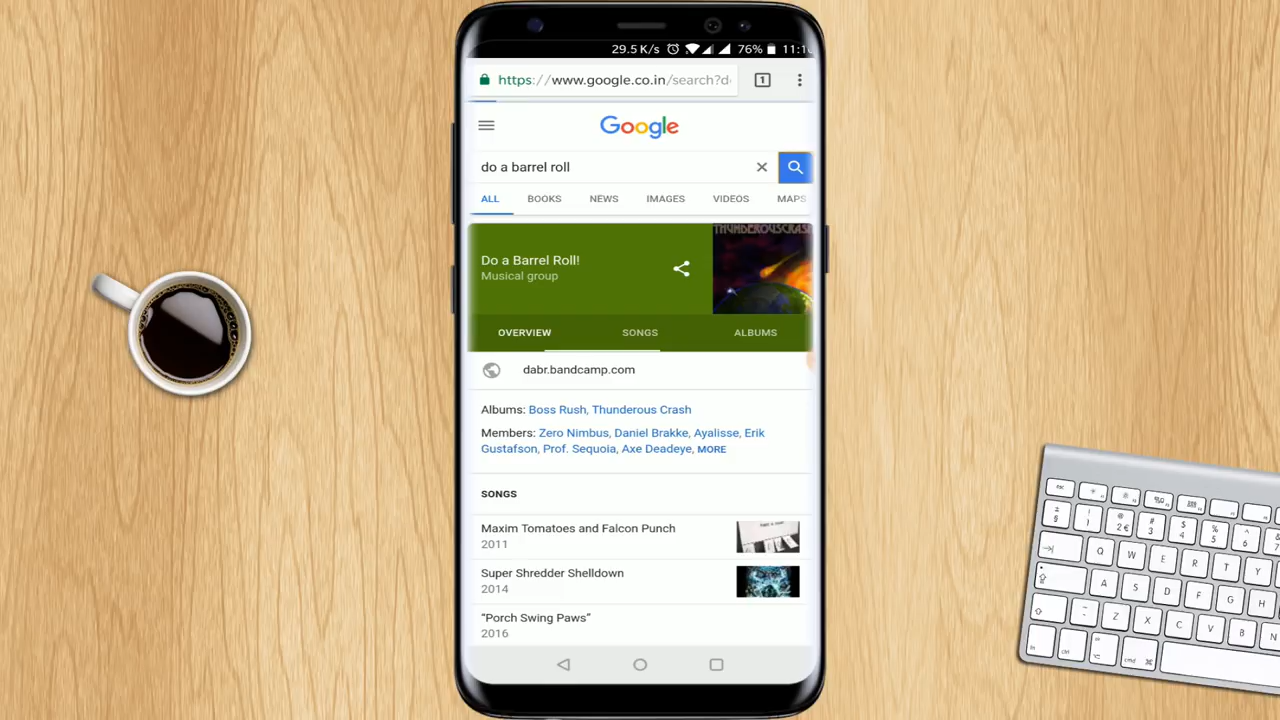 29.5 K/s 76%
https://www.google.co.in/search?d
1
Google
do a barrel roll
ALL BOOKS NEWS IMAGES VIDEOS MAPS
THUNDEROUSCRASH
Do a Barrel Roll!
Musical group
OVERVIEW SONGS ALBUMS
dabr.bandcamp.com
Albums: Boss Rush, Thunderous Crash
Members: Zero Nimbus, Daniel Brakke, Ayalisse, Erik
Gustafson, Prof. Sequoia, Axe Deadeye, MORE
SONGS
Maxim Tomatoes and Falcon Punch
2011
Super Shredder Shelldown
2014
“Porch Swing Paws”
2016
Q W E R T Y
A S D F G H
Z X C V B N